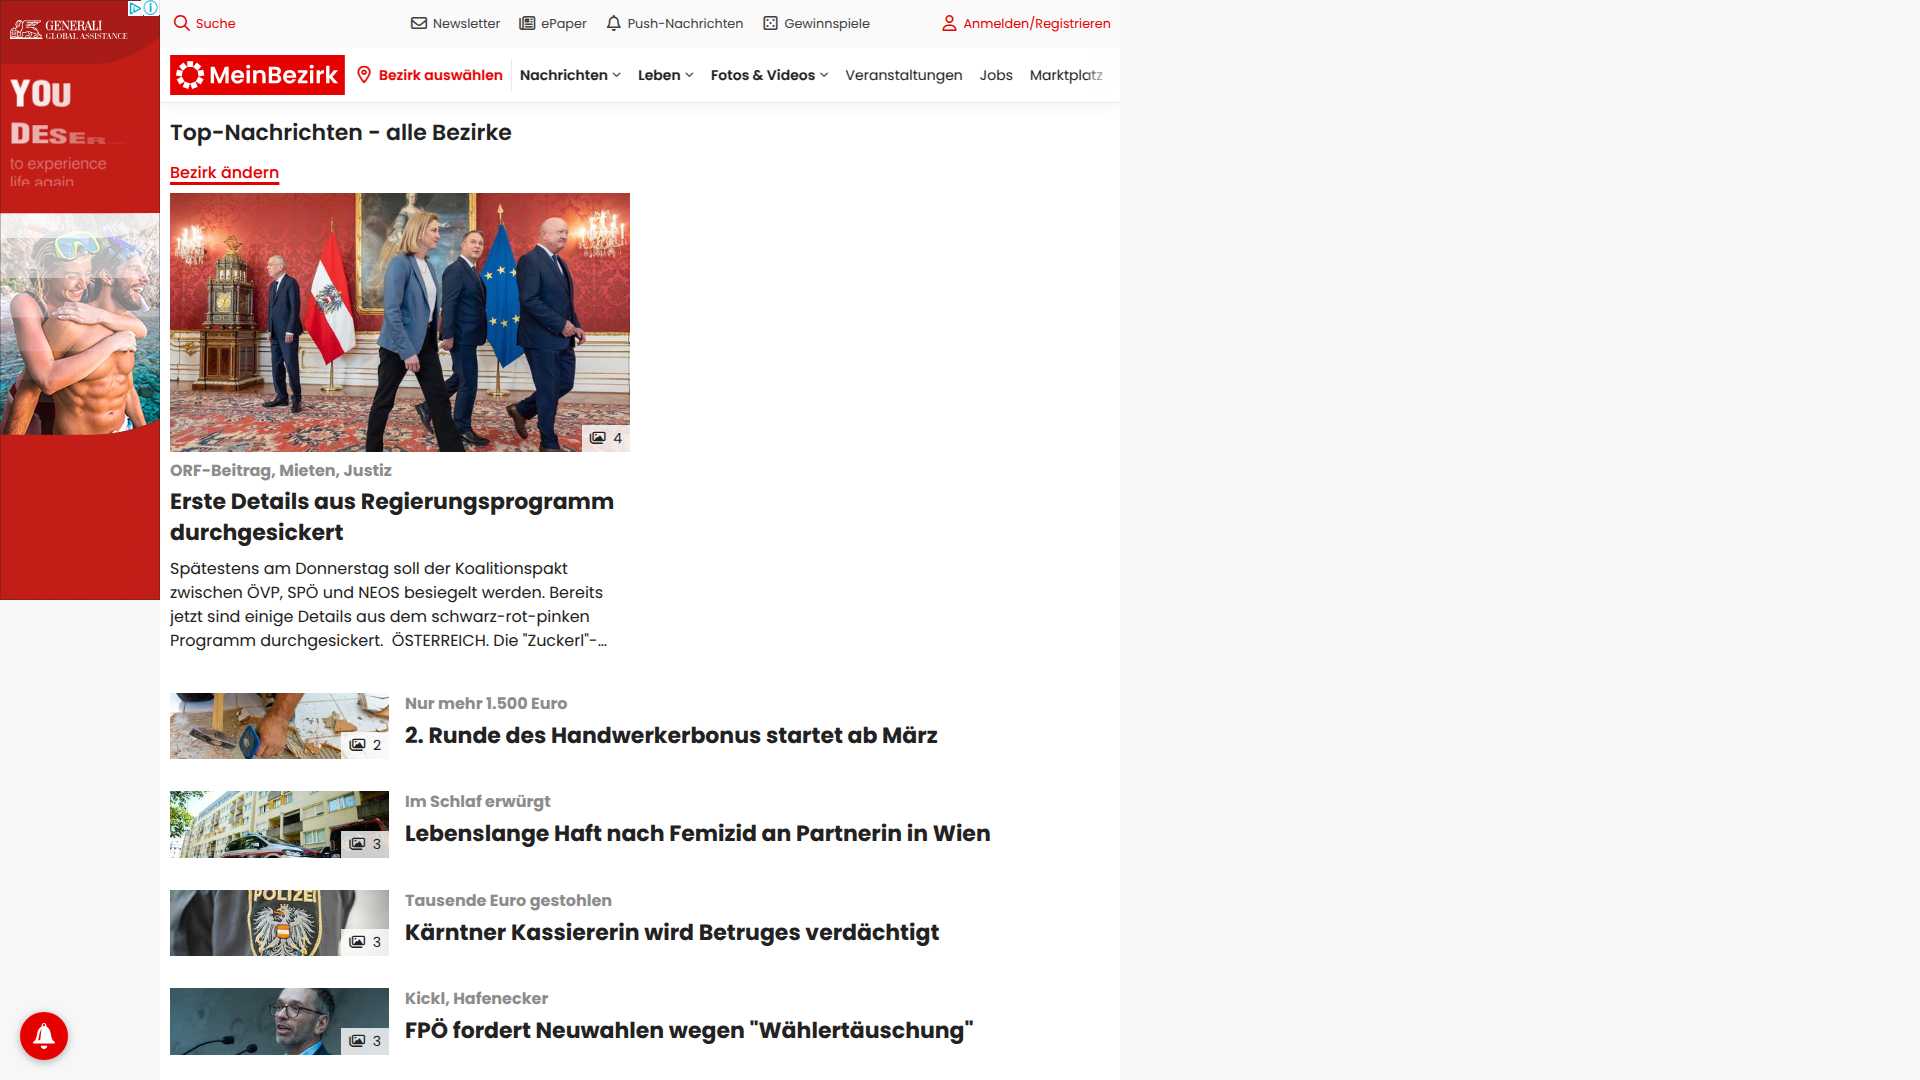 GENERALI
GLOBAL ASSISTANCE
YOU
DESER
to experience
life again
Suche
Newsletter
ePaper
Push-Nachrichten
Gewinnspiele
Anmelden/Registrieren
MeinBezirk
Bezirk auswählen
Nachrichten
Leben
Fotos & Videos
Veranstaltungen
Jobs
Marktplatz
Top-Nachrichten - alle Bezirke
Bezirk ändern
4
ORF-Beitrag, Mieten, Justiz
Erste Details aus Regierungsprogramm
durchgesickert
Spätestens am Donnerstag soll der Koalitionspakt
zwischen ÖVP, SPÖ und NEOS besiegelt werden. Bereits
jetzt sind einige Details aus dem schwarz-rot-pinken
Programm durchgesickert.  ÖSTERREICH. Die "Zuckerl"-...
2
Nur mehr 1.500 Euro
2. Runde des Handwerkerbonus startet ab März
3
Im Schlaf erwürgt
Lebenslange Haft nach Femizid an Partnerin in Wien
POLIZEI
3
Tausende Euro gestohlen
Kärntner Kassiererin wird Betruges verdächtigt
3
Kickl, Hafenecker
FPÖ fordert Neuwahlen wegen "Wählertäuschung"